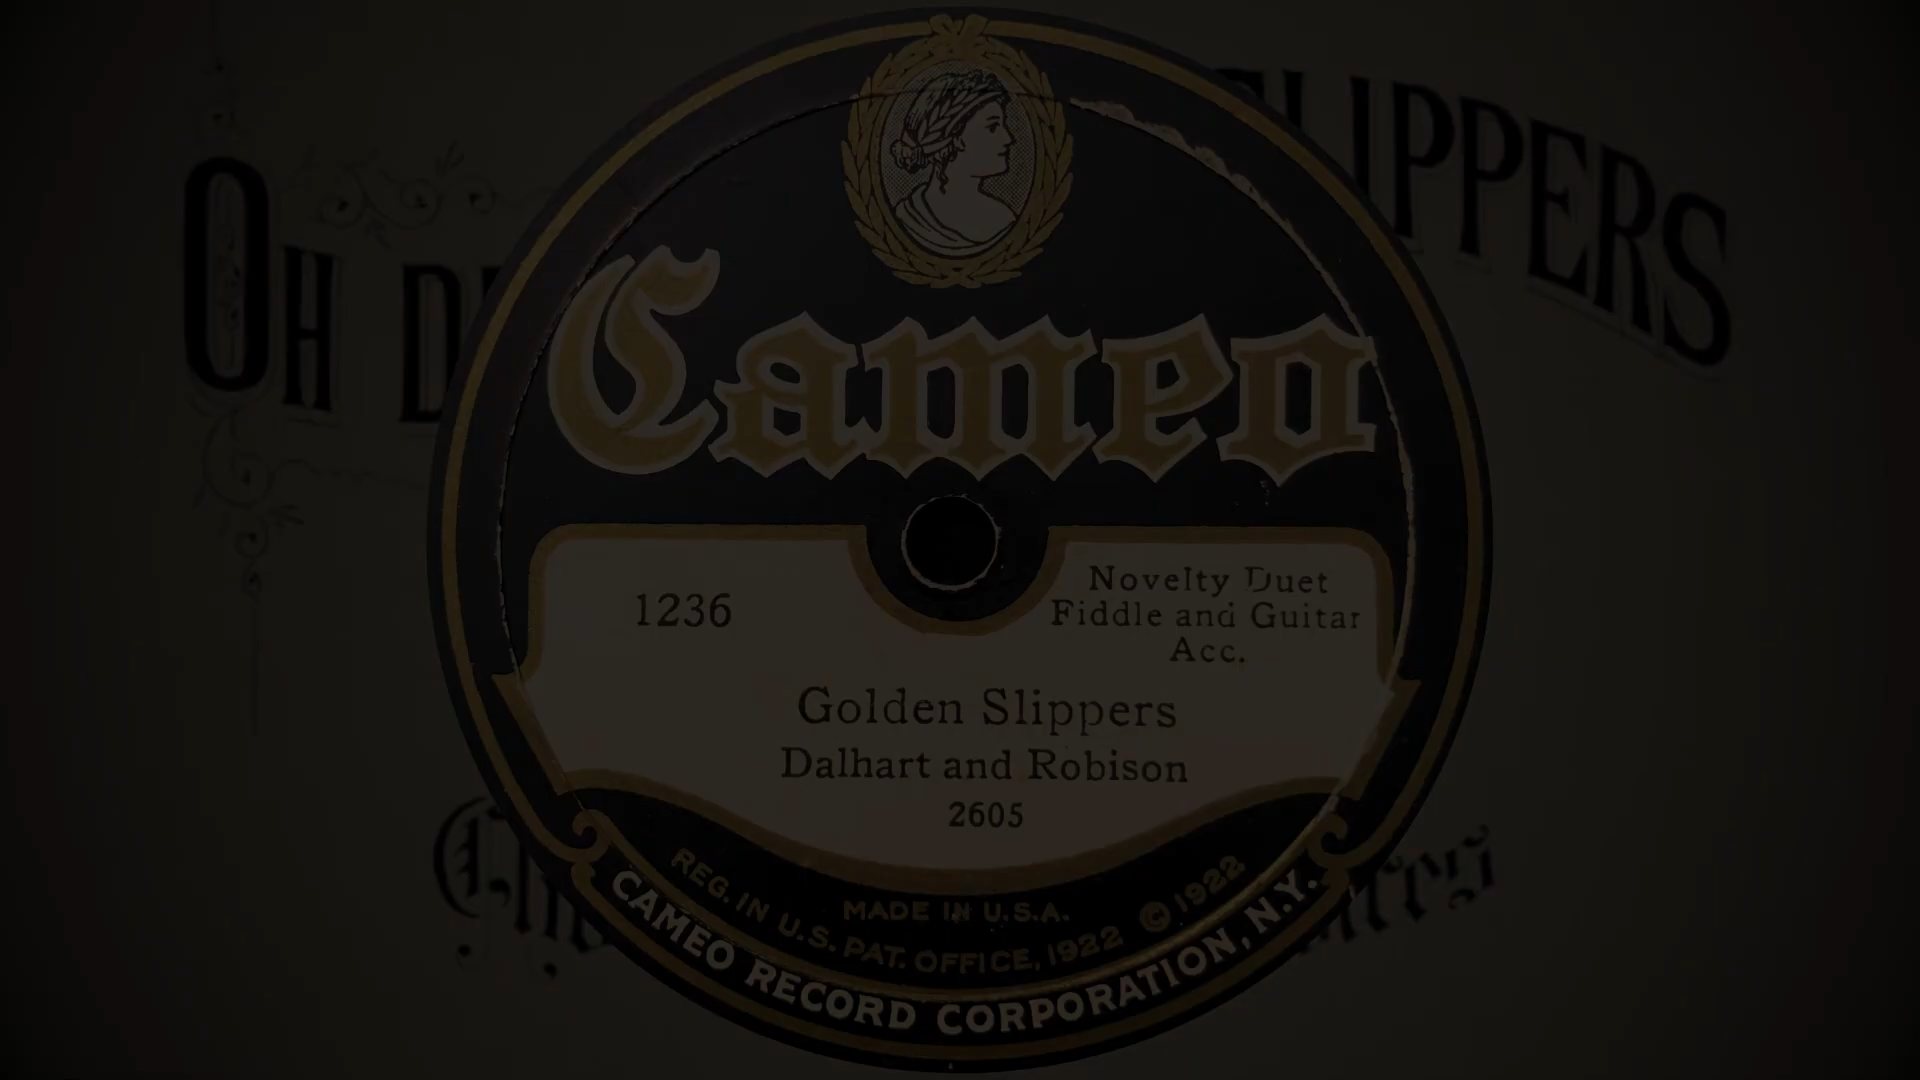 OH
SLIPPERS
Cameo
1236
Novelty Duet
Fiddle and Guitar
Acc.
Golden Slippers
Dalhart and Robison
2605
REG. IN U.S. PAT. OFFICE, 1922 © 1922
MADE IN U.S.A.
CAMEO RECORD CORPORATION, N.Y.